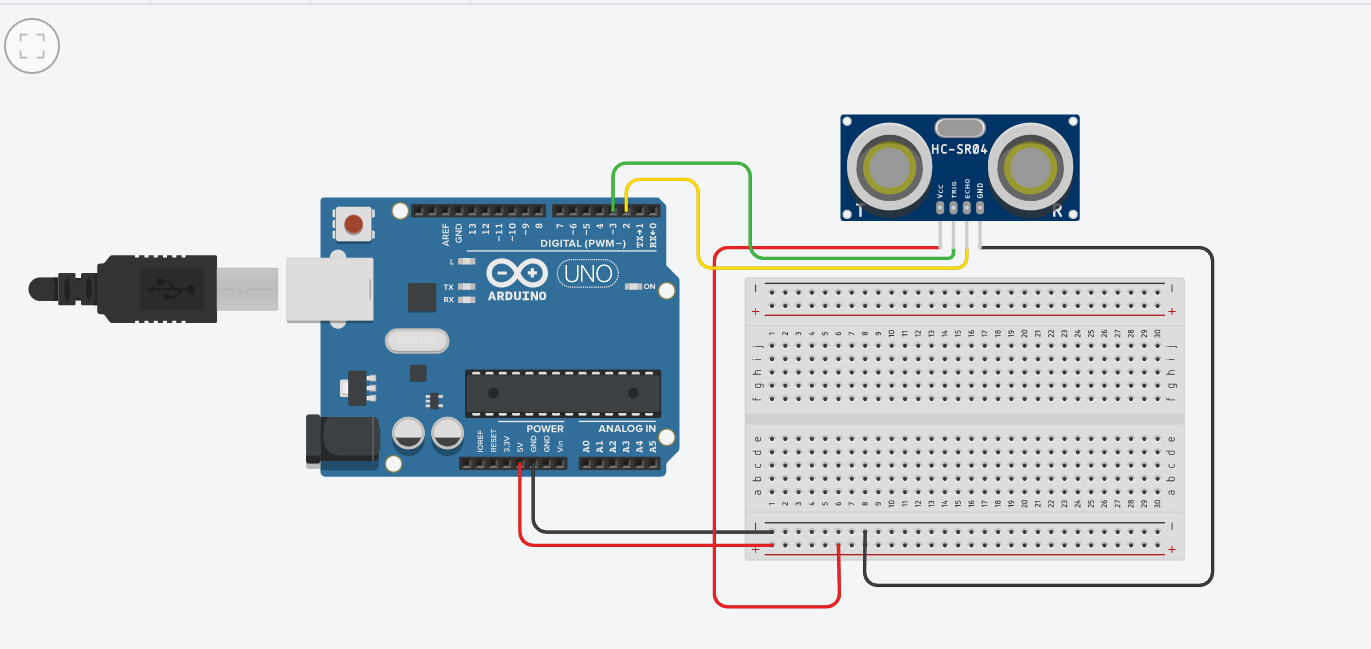 HC-SR04
Vcc
TRIG
ECHO
GND
T
R
AREF
GND
13
12
~11
~10
~9
8
7
~6
~5
4
~3
2
TX→1
RX←0
DIGITAL (PWM~)
L
TX
RX
ARDUINO
UNO
ON
POWER
ANALOG IN
IOREF
RESET
3.3V
5V
GND
GND
Vin
A0
A1
A2
A3
A4
A5
− −
+ +
1 2 3 4 5 6 7 8 9 10 11 12 13 14 15 16 17 18 19 20 21 22 23 24 25 26 27 28 29 30
j j
i i
h h
g g
f f
e e
d d
c c
b b
a a
1 2 3 4 5 6 7 8 9 10 11 12 13 14 15 16 17 18 19 20 21 22 23 24 25 26 27 28 29 30
− −
+ +